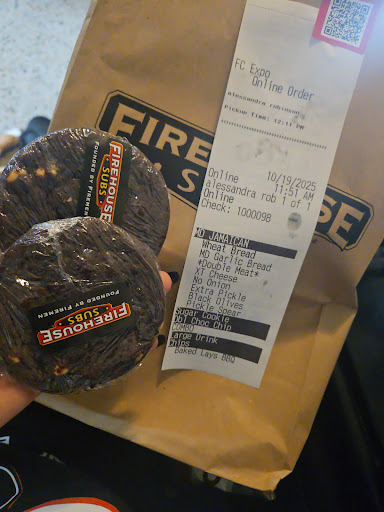 FC Expo
Online Order
alessandra robinson
Pickup Time: 12:11 PM
FIREHOUSE
SUBS
Online 10/19/2025
11:51 AM
alessandra rob 1 of 1
Online
Check: 1000098
MD JAMAICAN
Wheat Bread
MD Garlic Bread
*Double Meat*
XT Cheese
No Onion
Extra Pickle
Black Olives
Pickle Spear
Sugar Cookie
Dbl Choc Chip
COMBO
Large Drink
Chips
Baked Lays BBQ
FIREHOUSE
SUBS
FOUNDED BY FIREMEN
FIREHOUSE
SUBS
FOUNDED BY FIREMEN